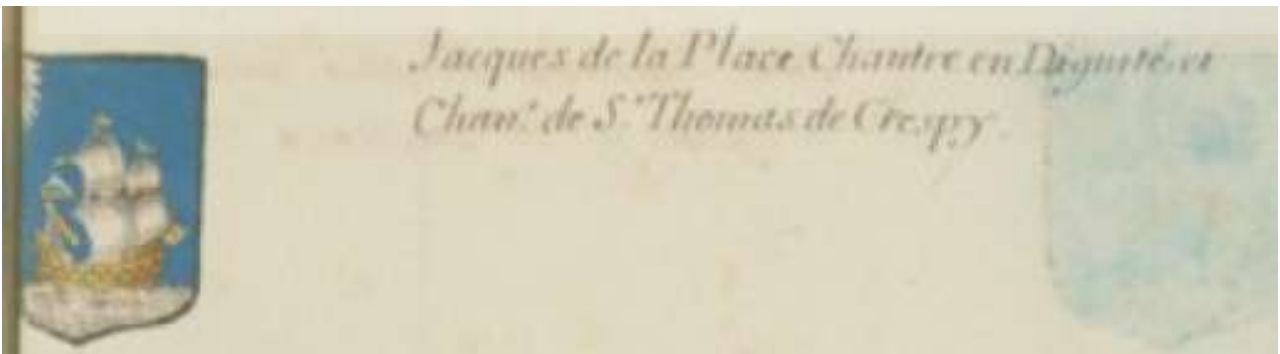 Jacques de la Place Chantre en Dignité, et
Chan.^e de S.^t Thomas de Crespy.